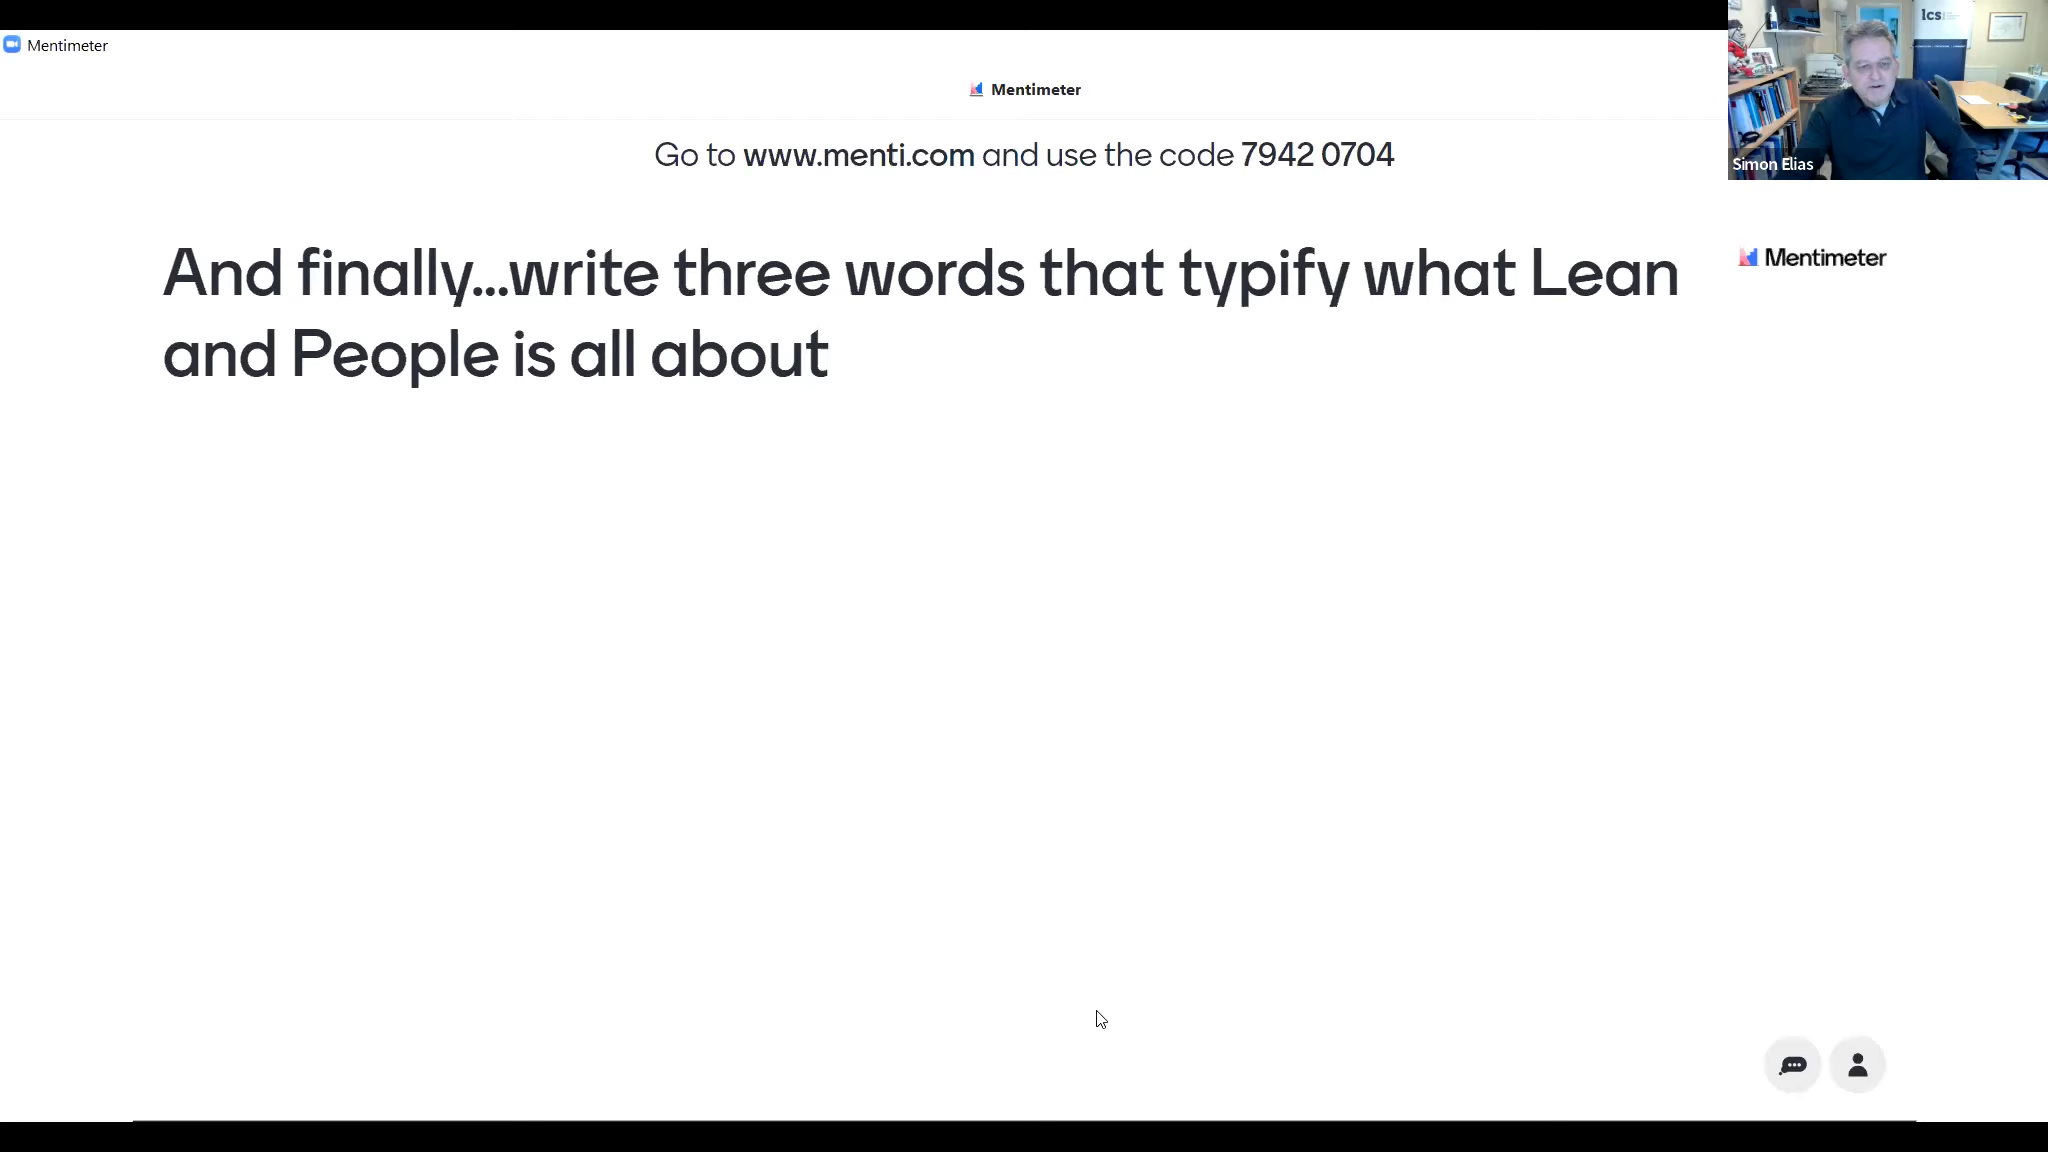 Mentimeter
Mentimeter
Go to www.menti.com and use the code 7942 0704
lcs
Simon Elias
And finally...write three words that typify what Lean
and People is all about
Mentimeter